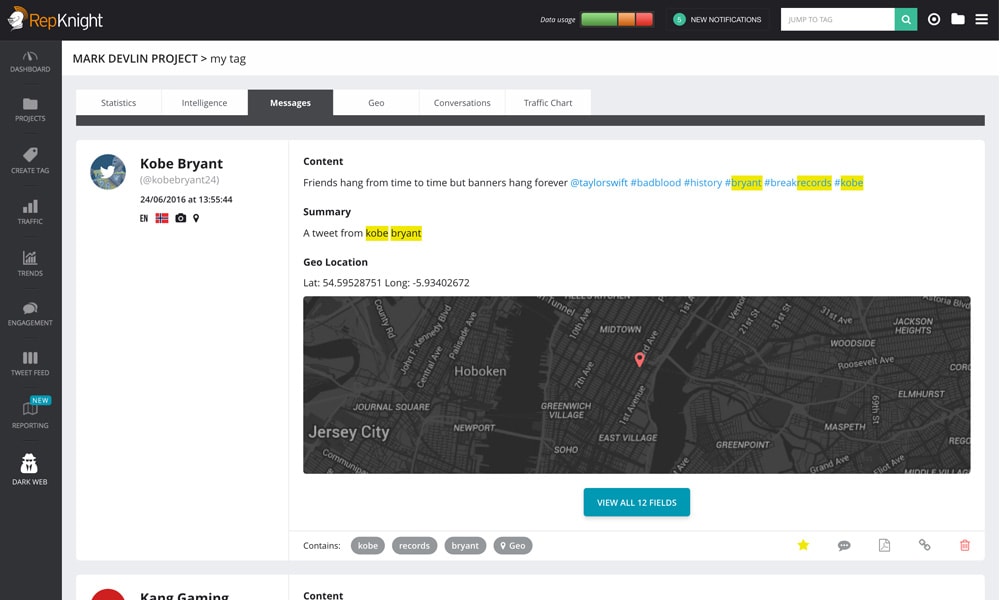 RepKnight
Data usage
5 NEW NOTIFICATIONS
JUMP TO TAG
DASHBOARD
PROJECTS
CREATE TAG
TRAFFIC
TRENDS
ENGAGEMENT
TWEET FEED
NEW
REPORTING
DARK WEB
MARK DEVLIN PROJECT > my tag
Statistics
Intelligence
Messages
Geo
Conversations
Traffic Chart
Kobe Bryant
(@kobebryant24)
24/06/2016 at 13:55:44
EN
Content
Friends hang from time to time but banners hang forever @taylorswift #badblood #history #bryant #breakrecords #kobe
Summary
A tweet from kobe bryant
Geo Location
Lat: 54.59528751 Long: -5.93402672
County Rd
John F. Kennedy Blvd
Central Ave
Palisade Ave
Tunnel
HELL'S KITCHEN
10th Ave
7th Ave
MIDTOWN
3rd Ave
1st Avenue
1st
21st St
31st St
31st Ave
Astoria Blvd
JACKSON
HEIGHTS
WOODSIDE
Roosevelt Ave
Hoboken
ELMHURST
69th St
JOURNAL SQUARE
GREENWICH
VILLAGE
NEWPORT
Jersey City
SOHO
EAST VILLAGE
GREENPOINT
MASPETH
Grand Ave
Eliot Ave
VIEW ALL 12 FIELDS
Contains:
kobe
records
bryant
Geo
Kang Gaming
Content